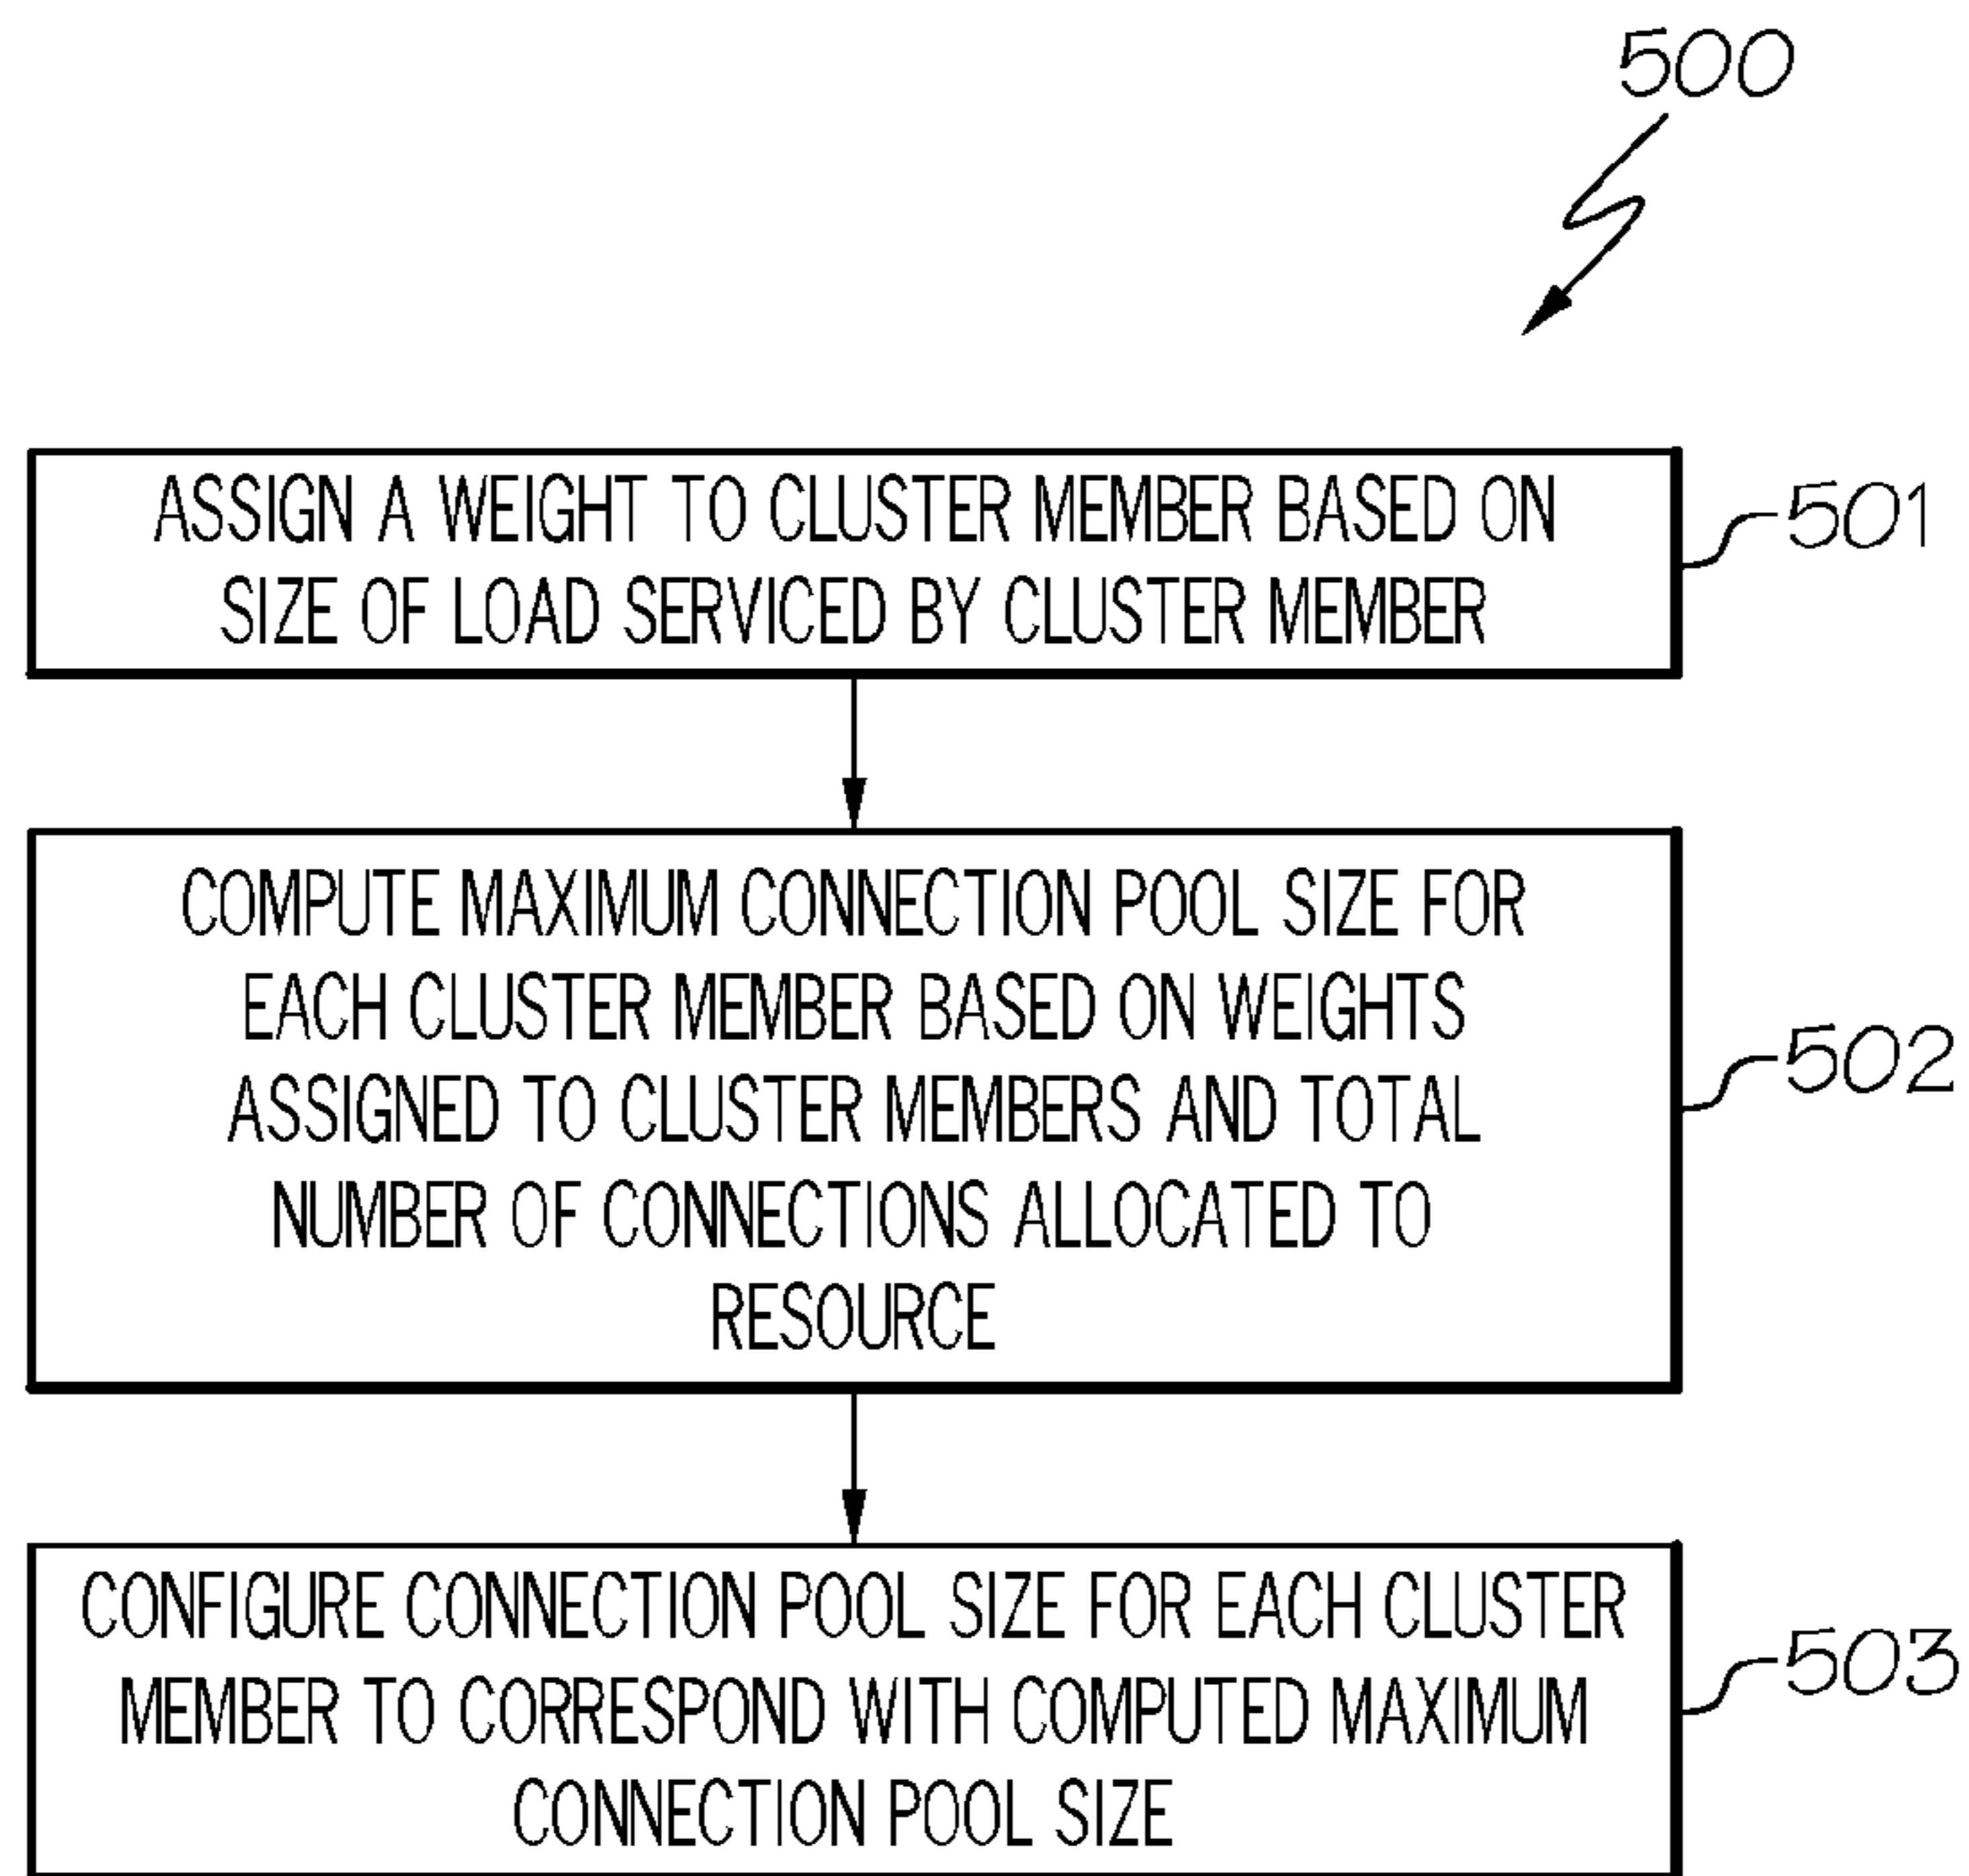 500
ASSIGN A WEIGHT TO CLUSTER MEMBER BASED ON
SIZE OF LOAD SERVICED BY CLUSTER MEMBER
501
COMPUTE MAXIMUM CONNECTION POOL SIZE FOR
EACH CLUSTER MEMBER BASED ON WEIGHTS
ASSIGNED TO CLUSTER MEMBERS AND TOTAL
NUMBER OF CONNECTIONS ALLOCATED TO
RESOURCE
502
CONFIGURE CONNECTION POOL SIZE FOR EACH CLUSTER
MEMBER TO CORRESPOND WITH COMPUTED MAXIMUM
CONNECTION POOL SIZE
503